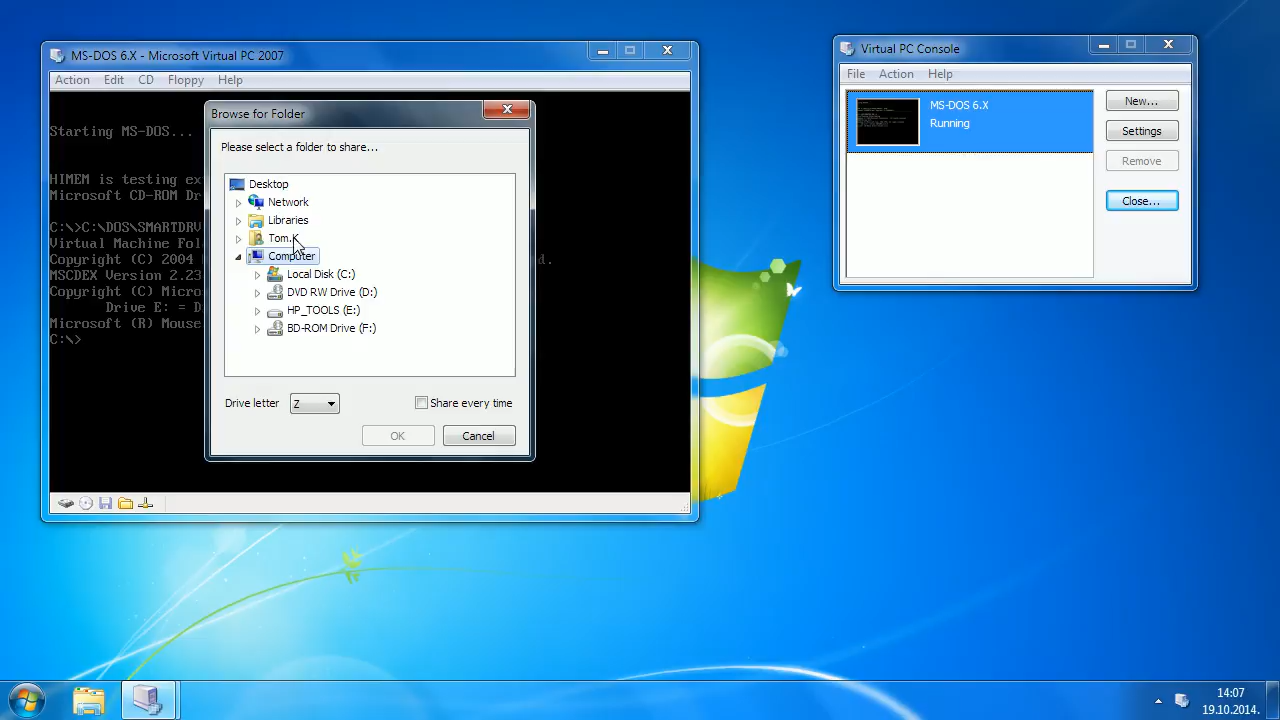 MS-DOS 6.X - Microsoft Virtual PC 2007
Action Edit CD Floppy Help
Starting MS-DOS...
HIMEM is testing ex
Microsoft CD-ROM Dr
C:\>C:\DOS\SMARTDRV
Virtual Machine Fol
Copyright (C) 2004
d.
MSCDEX Version 2.23
Copyright (C) Micro
Drive E: = D
Microsoft (R) Mouse
C:\>
Browse for Folder
Please select a folder to share...
Desktop
Network
Libraries
Tom.K
Computer
Local Disk (C:)
DVD RW Drive (D:)
HP_TOOLS (E:)
BD-ROM Drive (F:)
Drive letter Z Share every time
OK Cancel
Virtual PC Console
File Action Help
MS-DOS 6.X
Running
New...
Settings
Remove
Close...
14:07
19.10.2014.